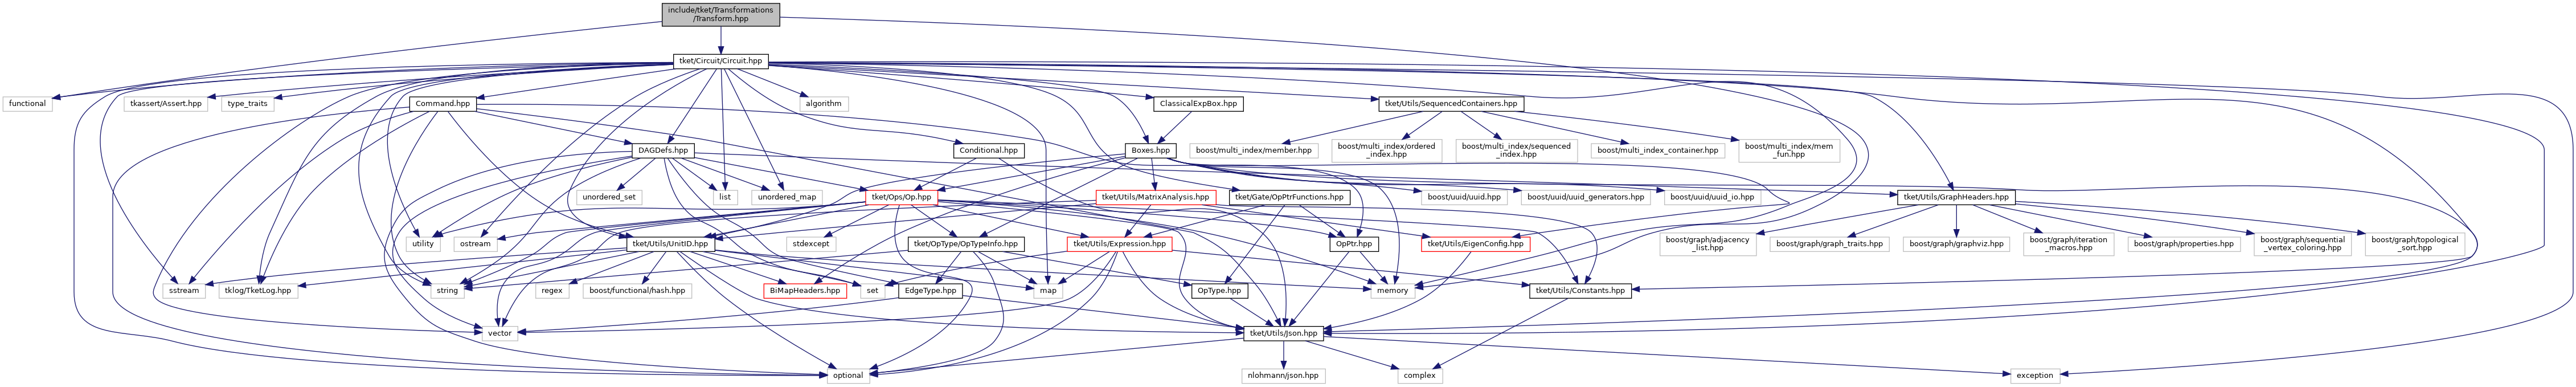 include/tket/Transformations
/Transform.hpp
tket/Circuit/Circuit.hpp
functional
tkassert/Assert.hpp
type_traits
Command.hpp
algorithm
ClassicalExpBox.hpp
tket/Utils/SequencedContainers.hpp
DAGDefs.hpp
Conditional.hpp
Boxes.hpp
boost/multi_index/member.hpp
boost/multi_index/ordered
_index.hpp
boost/multi_index/sequenced
_index.hpp
boost/multi_index_container.hpp
boost/multi_index/mem
_fun.hpp
unordered_set
list
unordered_map
tket/Ops/Op.hpp
tket/Utils/MatrixAnalysis.hpp
tket/Gate/OpPtrFunctions.hpp
boost/uuid/uuid.hpp
boost/uuid/uuid_generators.hpp
boost/uuid/uuid_io.hpp
tket/Utils/GraphHeaders.hpp
utility
ostream
tket/Utils/UnitID.hpp
stdexcept
tket/OpType/OpTypeInfo.hpp
tket/Utils/Expression.hpp
OpPtr.hpp
tket/Utils/EigenConfig.hpp
boost/graph/adjacency
_list.hpp
boost/graph/graph_traits.hpp
boost/graph/graphviz.hpp
boost/graph/iteration
_macros.hpp
boost/graph/properties.hpp
boost/graph/sequential
_vertex_coloring.hpp
boost/graph/topological
_sort.hpp
sstream
tklog/TketLog.hpp
string
regex
boost/functional/hash.hpp
BiMapHeaders.hpp
set
EdgeType.hpp
map
OpType.hpp
memory
tket/Utils/Constants.hpp
vector
tket/Utils/Json.hpp
optional
nlohmann/json.hpp
complex
exception